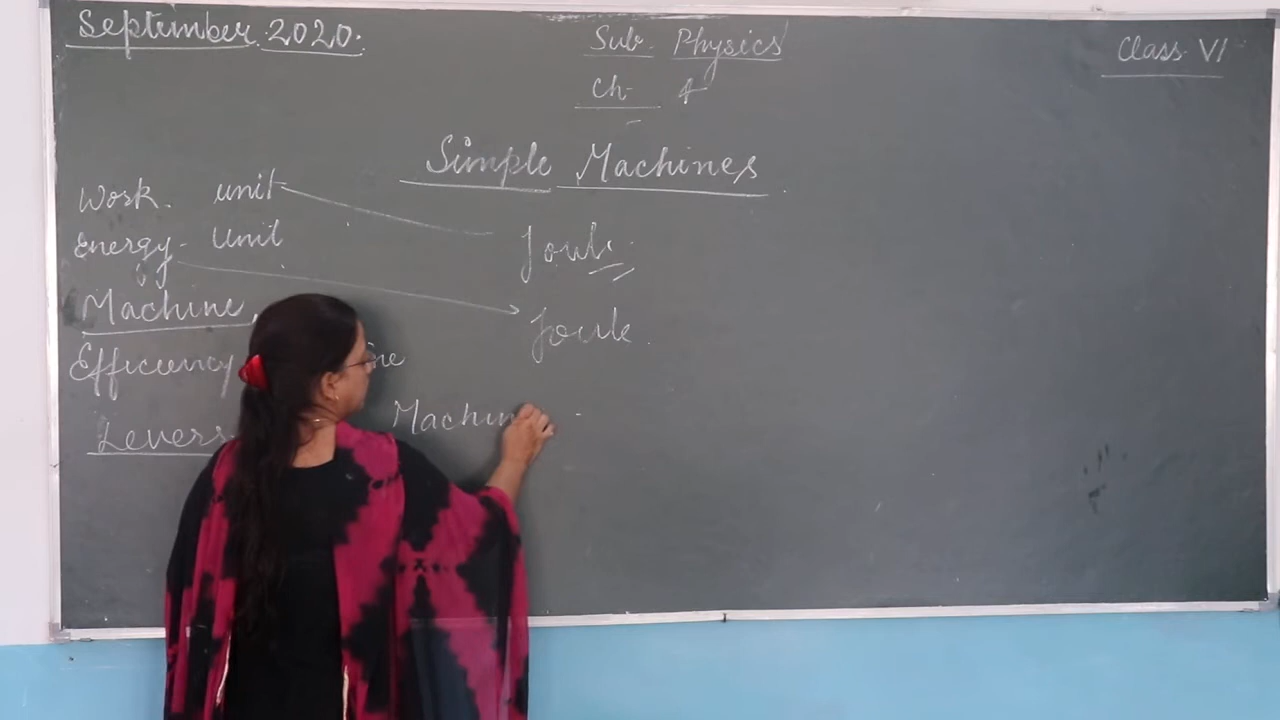 September 2020.
Sub. Physics
Class VI
Ch 4
Simple Machines
Work. unit
Joule
Energy - Unit
Machine
Joule
Efficiency
Machin
Levers